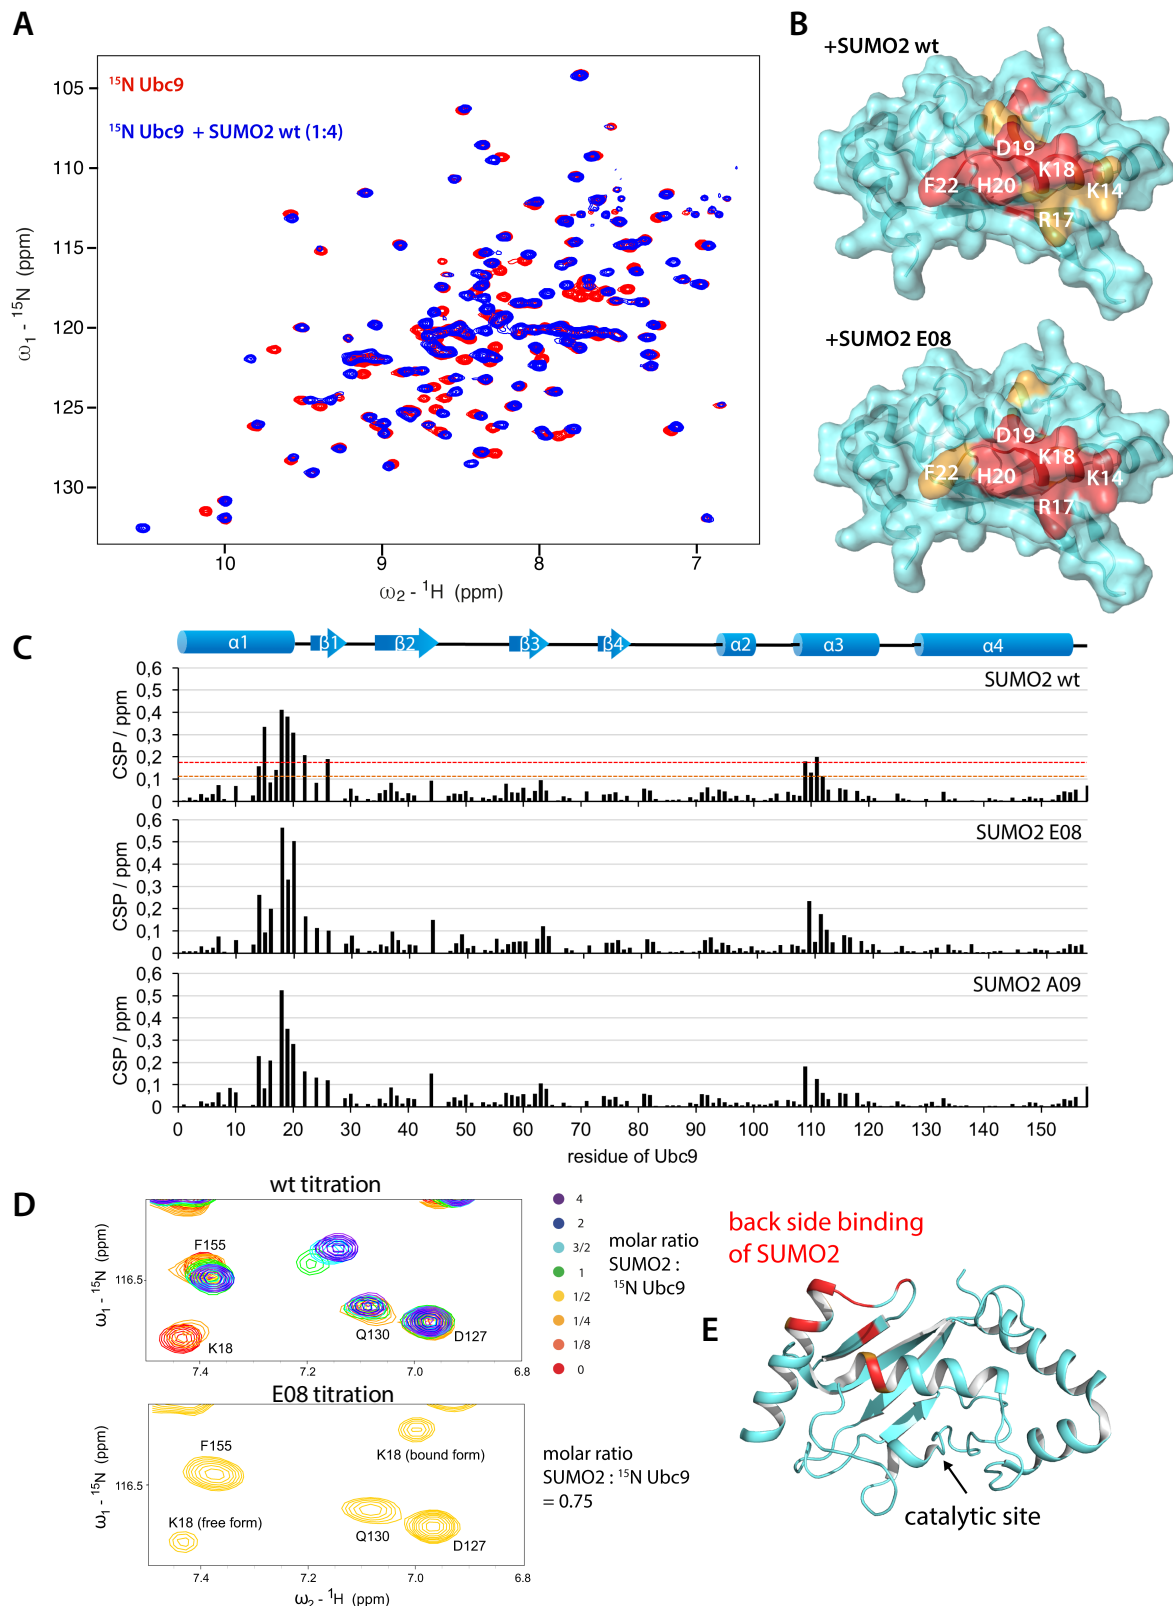 A
¹⁵N Ubc9
¹⁵N Ubc9 + SUMO2 wt (1:4)
105
110
115
120
125
130
ω₁ - ¹⁵N (ppm)
10
9
8
7
ω₂ - ¹H (ppm)
B
+SUMO2 wt
D19
K18
F22
H20
K14
R17
+SUMO2 E08
D19
K18
F22
H20
K14
R17
C
α1
β1
β2
β3
β4
α2
α3
α4
SUMO2 wt
0,6
0,5
0,4
0,3
0,2
0,1
0
CSP / ppm
SUMO2 E08
0,6
0,5
0,4
0,3
0,2
0,1
0
CSP / ppm
SUMO2 A09
0,6
0,5
0,4
0,3
0,2
0,1
0
CSP / ppm
0 10 20 30 40 50 60 70 80 90 100 110 120 130 140 150
residue of Ubc9
D
wt titration
ω₁ - ¹⁵N (ppm)
116.5
F155
K18
Q130
D127
7.4 7.2 7.0 6.8
4
2
3/2
1
1/2
1/4
1/8
0
molar ratio
SUMO2 :
¹⁵N Ubc9
E08 titration
ω₁ - ¹⁵N (ppm)
116.5
F155
K18 (bound form)
K18 (free form)
Q130
D127
7.4 7.2 7.0 6.8
ω₂ - ¹H (ppm)
molar ratio
SUMO2 : ¹⁵N Ubc9
= 0.75
back side binding
of SUMO2
E
catalytic site